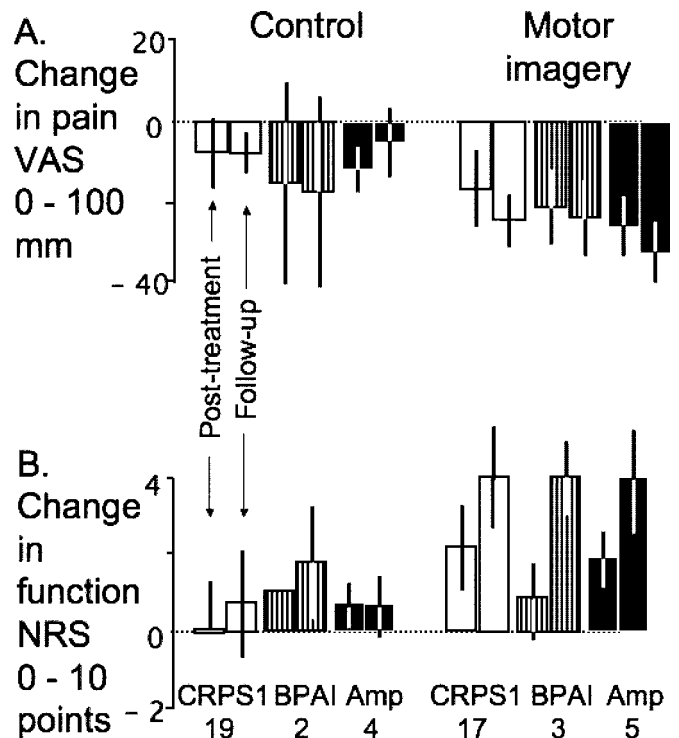 A.
Change
in pain
VAS
0 - 100
mm
20
0
- 40
Control
Motor
imagery
Post-treatment
Follow-up
B.
Change
in
function
NRS
0 - 10
points
4
0
- 2
CRPS1 BPAI Amp
19 2 4
CRPS1 BPAI Amp
17 3 5